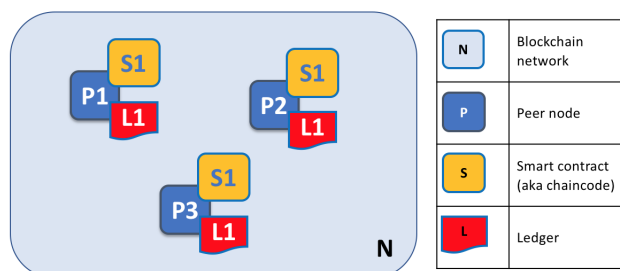 S1
P1
L1
S1
P2
L1
S1
P3
L1
N
N
Blockchain
network
P
Peer node
S
Smart contract
(aka chaincode)
L
Ledger